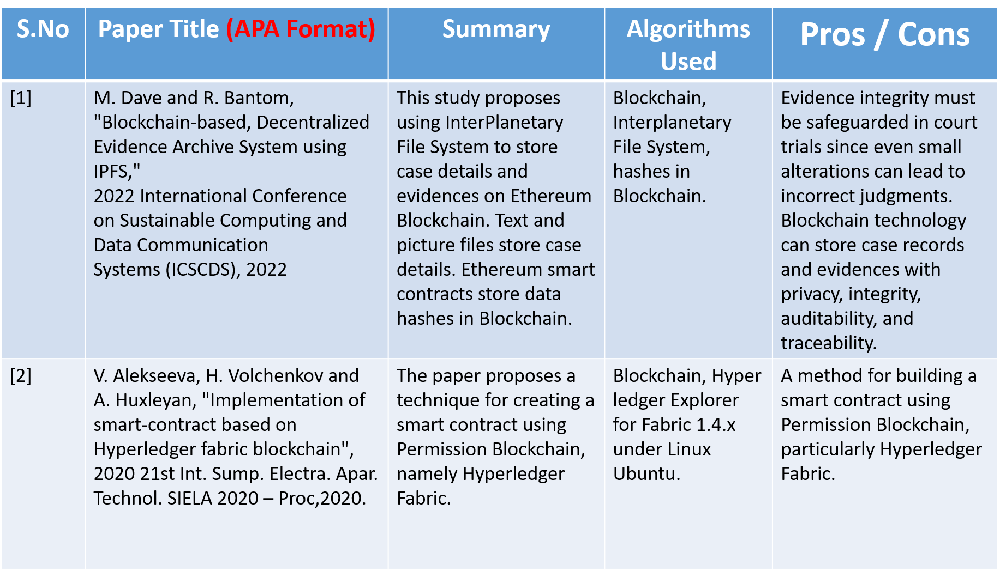 S.No
Paper Title (APA Format)
Summary
Algorithms
Used
Pros / Cons
[1]
M. Dave and R. Bantom,
"Blockchain-based, Decentralized
Evidence Archive System using
IPFS,"
2022 International Conference
on Sustainable Computing and
Data Communication
Systems (ICSCDS), 2022
This study proposes
using InterPlanetary
File System to store
case details and
evidences on Ethereum
Blockchain. Text and
picture files store case
details. Ethereum smart
contracts store data
hashes in Blockchain.
Blockchain,
Interplanetary
File System,
hashes in
Blockchain.
Evidence integrity must
be safeguarded in court
trials since even small
alterations can lead to
incorrect judgments.
Blockchain technology
can store case records
and evidences with
privacy, integrity,
auditability, and
traceability.
[2]
V. Alekseeva, H. Volchenkov and
A. Huxleyan, "Implementation of
smart-contract based on
Hyperledger fabric blockchain",
2020 21st Int. Sump. Electra. Apar.
Technol. SIELA 2020 – Proc,2020.
The paper proposes a
technique for creating a
smart contract using
Permission Blockchain,
namely Hyperledger
Fabric.
Blockchain, Hyper
ledger Explorer
for Fabric 1.4.x
under Linux
Ubuntu.
A method for building a
smart contract using
Permission Blockchain,
particularly Hyperledger
Fabric.